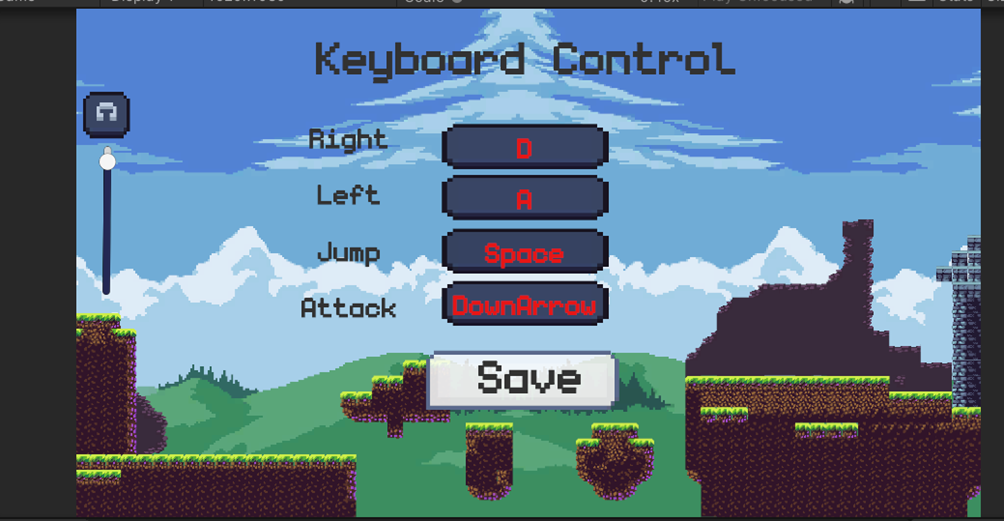 Keyboard Control
Right D
Left A
Jump Space
Attack DownArrow
Save